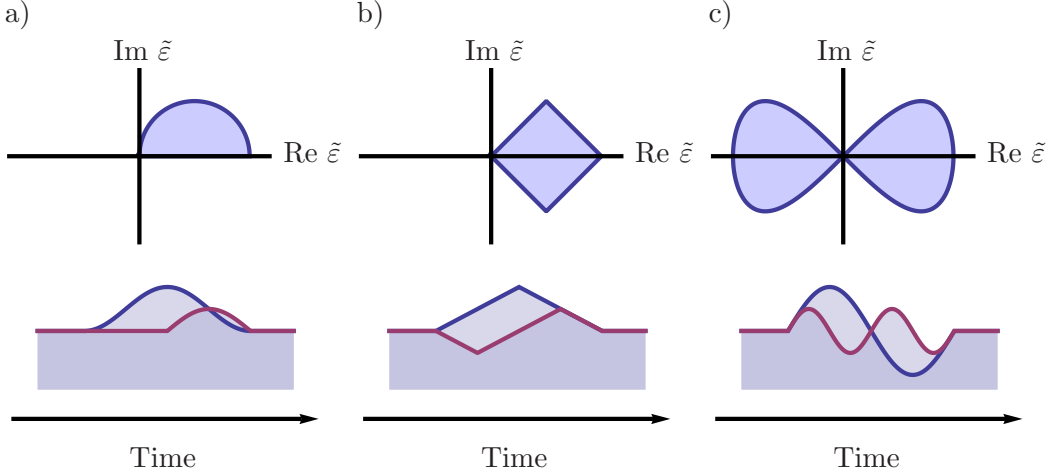 a)
b)
c)
Im ε̃
Im ε̃
Im ε̃
Re ε̃
Re ε̃
Re ε̃
Time
Time
Time